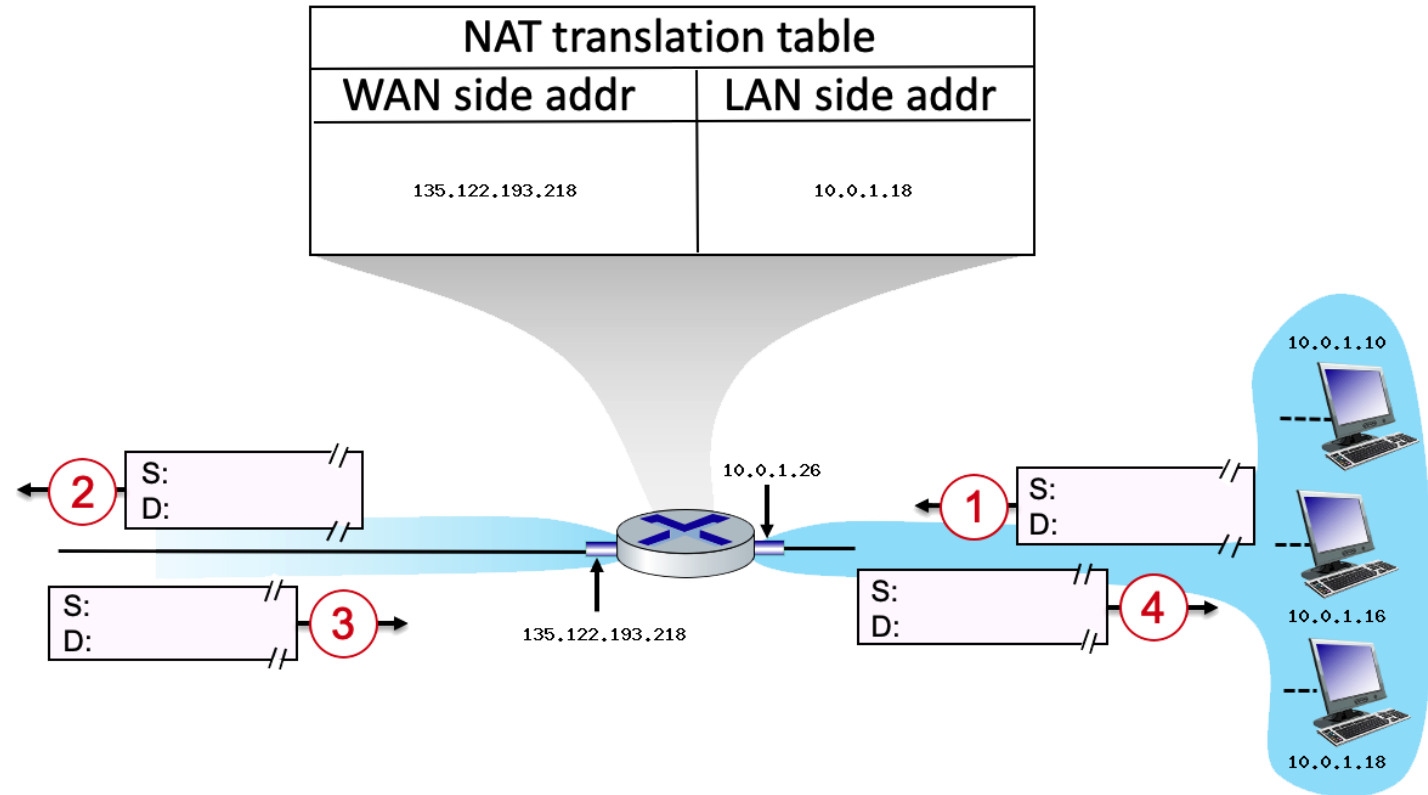 NAT translation table
WAN side addr LAN side addr
135.122.193.218 10.0.1.18
10.0.1.10
2
S:
D:
10.0.1.26
1
S:
D:
3
S:
D:
135.122.193.218
4
S:
D:
10.0.1.16
10.0.1.18